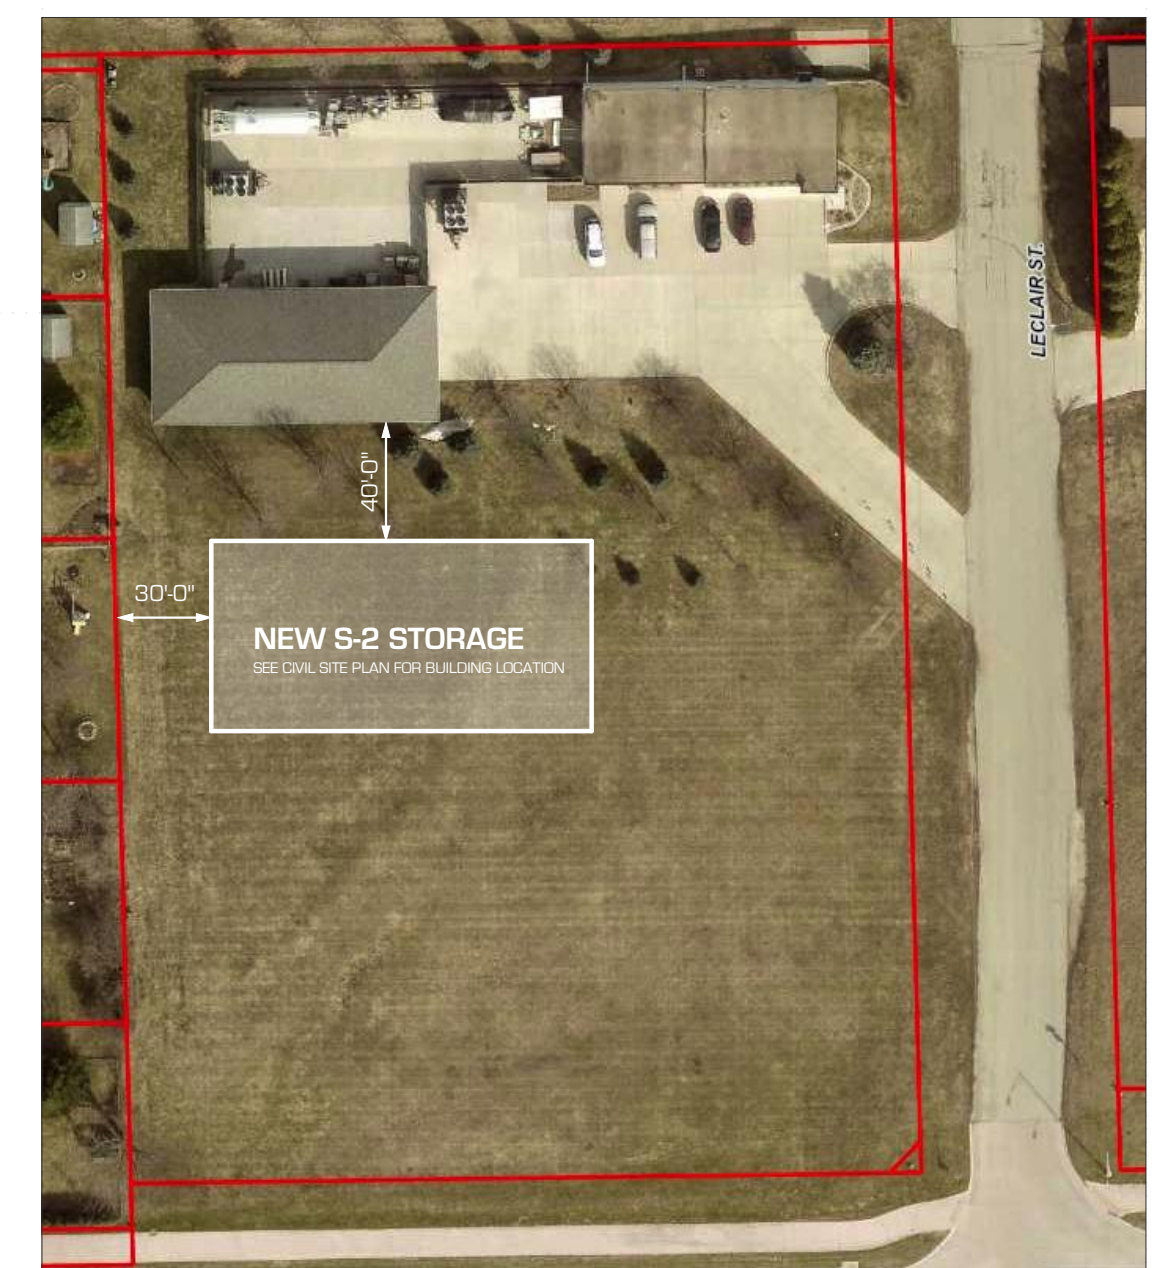 LECLAIR ST.
40'-0"
30'-0"
NEW S-2 STORAGE
SEE CIVIL SITE PLAN FOR BUILDING LOCATION